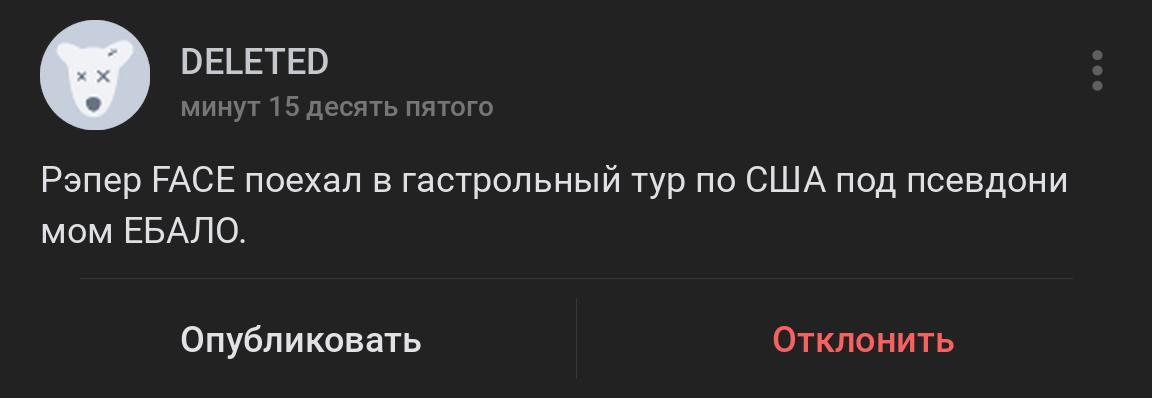 DELETED
минут 15 десять пятого
Рэпер FACE поехал в гастрольный тур по США под псевдони
мом ЕБАЛО.
Опубликовать
Отклонить